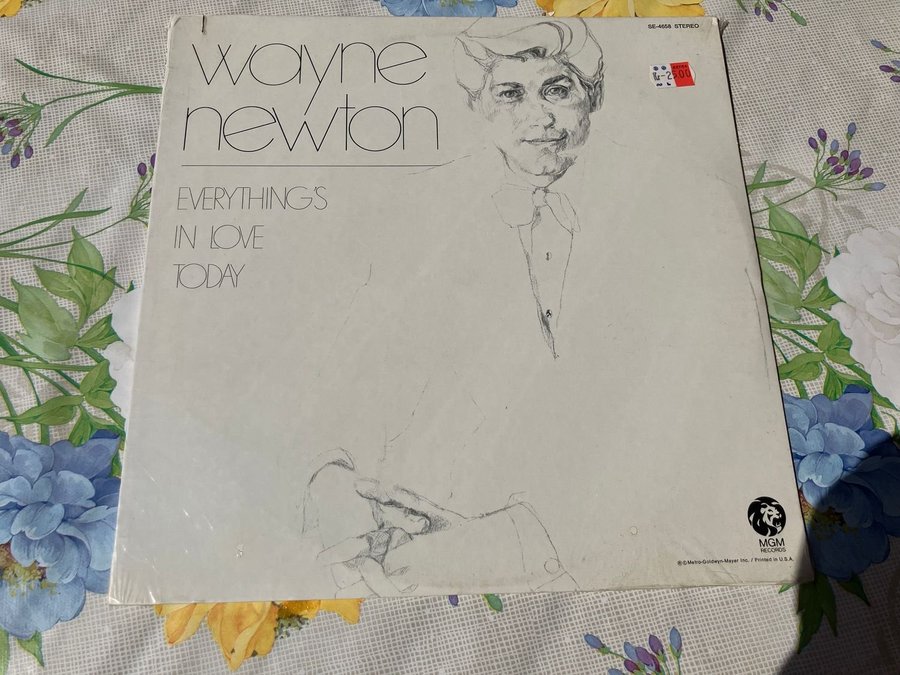 SE-4658 STEREO
wayne
newton
EVERYTHING'S
IN LOVE
TODAY
MGM
RECORDS
Ⓟ©Metro-Goldwyn-Mayer Inc. / Printed in U.S.A.